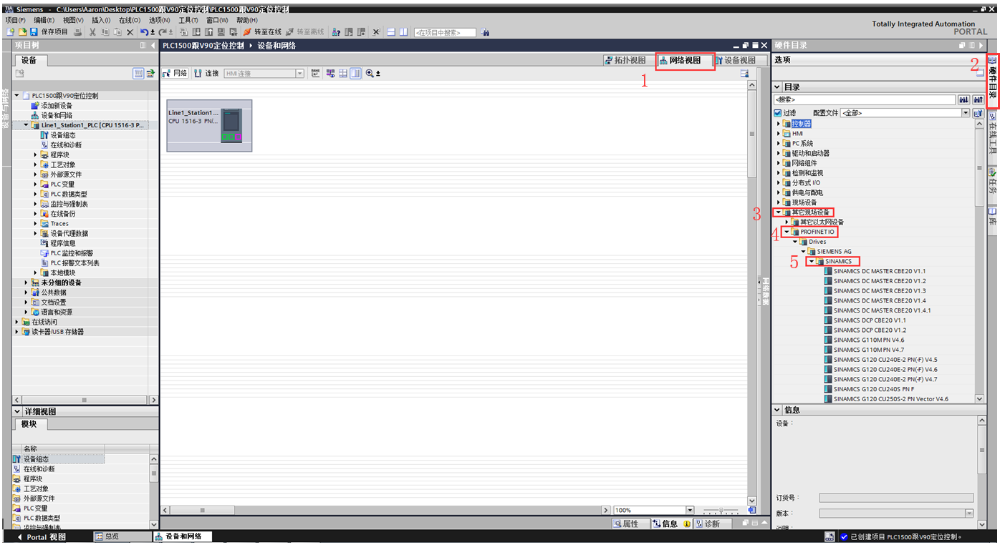 Siemens - C:\Users\Aaron\Desktop\PLC1500跟V90定位控制\PLC1500跟V90定位控制
项目(P) 编辑(E) 视图(V) 插入(I) 在线(O) 选项(N) 工具(T) 窗口(W) 帮助(H)
保存项目 转至在线 转至离线 <在项目中搜索>
Totally Integrated Automation
PORTAL
项目树
设备
PLC1500跟V90定位控制
添加新设备
设备和网络
Line1_Station1_PLC [CPU 1516-3 P...
设备组态
在线和诊断
程序块
工艺对象
外部源文件
PLC 变量
PLC 数据类型
监控与强制表
在线备份
Traces
设备代理数据
程序信息
PLC 监控和报警
PLC 报警文本列表
本地模块
未分组的设备
公共数据
文档设置
语言和资源
在线访问
读卡器/USB 存储器
详细视图
模块
名称
设备组态
在线和诊断
程序块
工艺对象
外部源文件
PLC 变量
PLC 数据类型
监控与强制表
PLC1500跟V90定位控制 ▸ 设备和网络
拓扑视图 网络视图 设备视图
1
网络 连接 HMI 连接
Line1_Station1...
CPU 1516-3 PN/...
100%
属性 信息 诊断
硬件目录
选项
2
目录
<搜索>
过滤 配置文件 <全部>
控制器
HMI
PC 系统
驱动和启动器
网络组件
检测和监视
分布式 I/O
供电与配电
现场设备
3 其它现场设备
其它以太网设备
4 PROFINET IO
Drives
SIEMENS AG
5 SINAMICS
SINAMICS DC MASTER CBE20 V1.1
SINAMICS DC MASTER CBE20 V1.2
SINAMICS DC MASTER CBE20 V1.3
SINAMICS DC MASTER CBE20 V1.4
SINAMICS DC MASTER CBE20 V1.4.1
SINAMICS DCP CBE20 V1.1
SINAMICS DCP CBE20 V1.2
SINAMICS G110M PN V4.6
SINAMICS G110M PN V4.7
SINAMICS G120 CU240E-2 PN(-F) V4.5
SINAMICS G120 CU240E-2 PN(-F) V4.6
SINAMICS G120 CU240E-2 PN(-F) V4.7
SINAMICS G120 CU240S PN F
SINAMICS G120 CU250S-2 PN Vector V4.6
信息
设备：
订货号：
版本：
说明：
硬件目录
在线工具
任务
库
Portal 视图 总览 设备和网络
已创建项目 PLC1500跟V90定位控制。